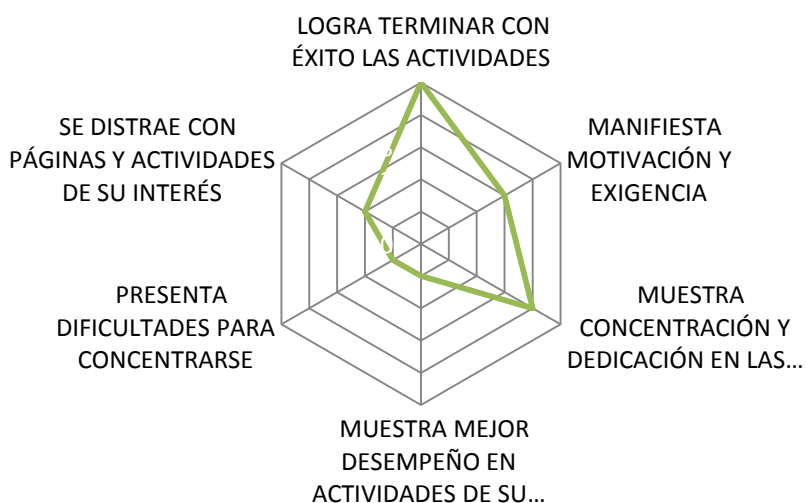 LOGRA TERMINAR CON
ÉXITO LAS ACTIVIDADES
MANIFIESTA
MOTIVACIÓN Y
EXIGENCIA
MUESTRA
CONCENTRACIÓN Y
DEDICACIÓN EN LAS…
MUESTRA MEJOR
DESEMPEÑO EN
ACTIVIDADES DE SU…
PRESENTA
DIFICULTADES PARA
CONCENTRARSE
SE DISTRAE CON
PÁGINAS Y ACTIVIDADES
DE SU INTERÉS